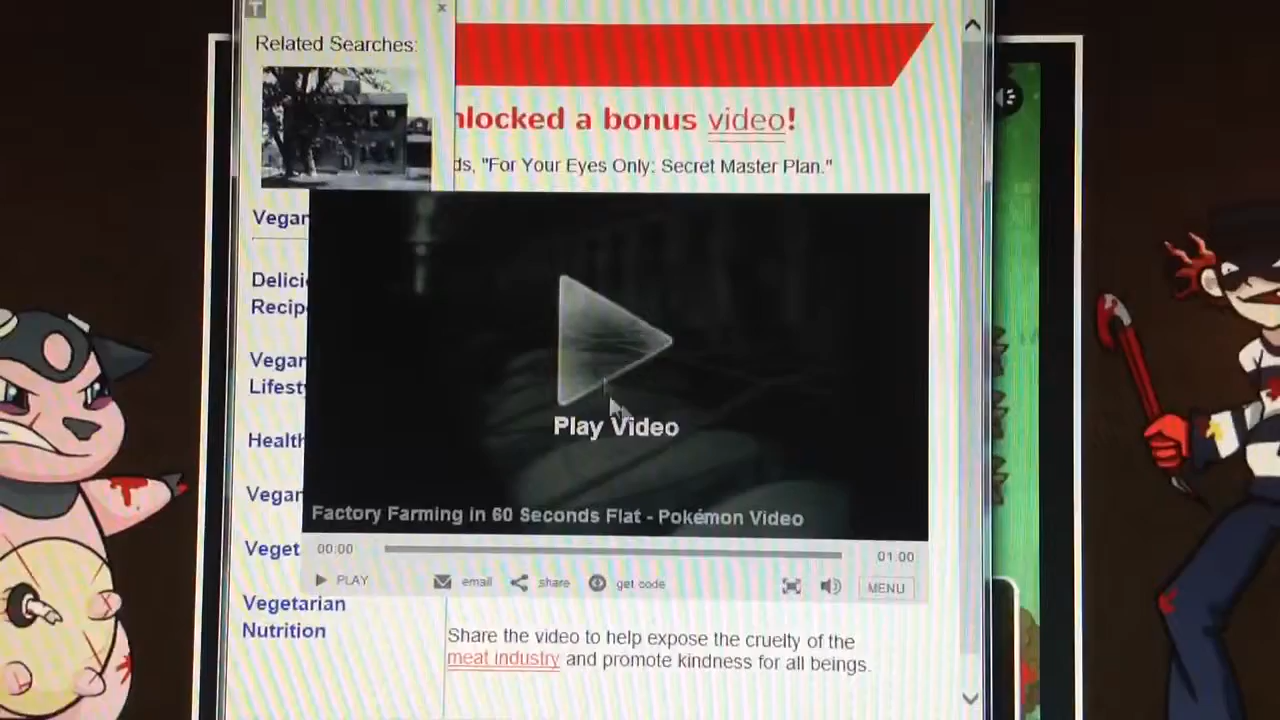 T
x
Related Searches:
nlocked a bonus video!
ds, "For Your Eyes Only: Secret Master Plan."
Vegan
Delici
Recip
Vegan
Lifest
Health
Vegan
Veget
Vegetarian
Nutrition
Play Video
Factory Farming in 60 Seconds Flat - Pokémon Video
00:00
01:00
PLAY
email
share
get code
MENU
Share the video to help expose the cruelty of the
meat industry and promote kindness for all beings.